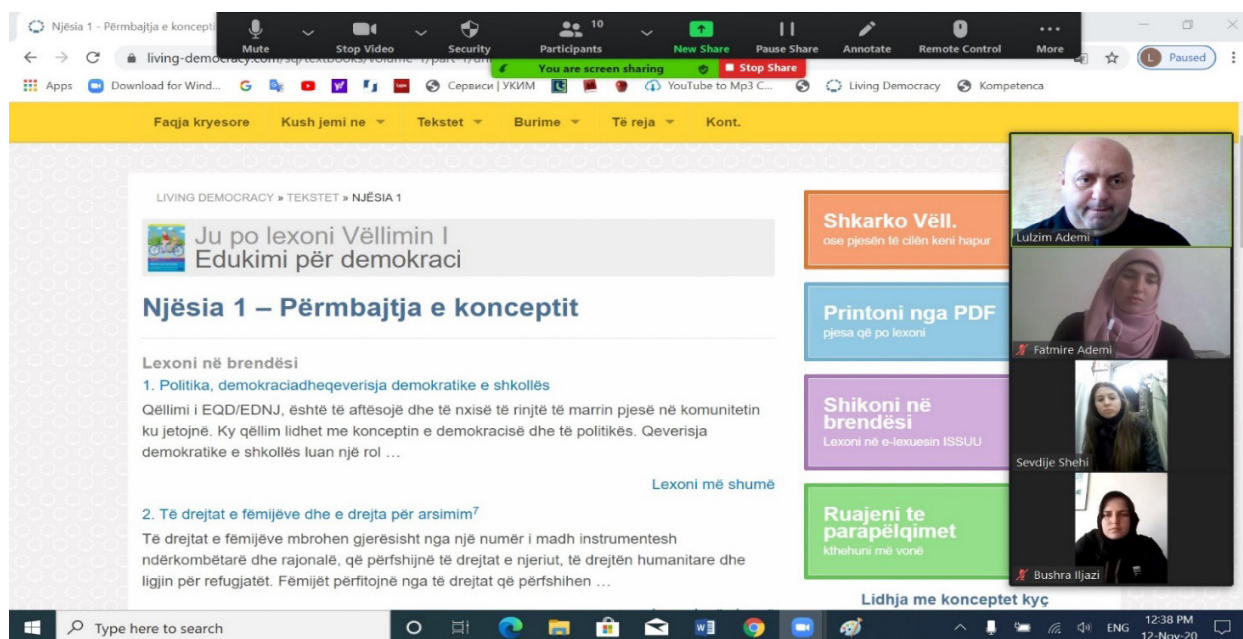 Njësia 1 - Përmbajtja e koncepti
Mute
Stop Video
Security
10
Participants
New Share
Pause Share
Annotate
Remote Control
More
You are screen sharing
Stop Share
L Paused
Apps
Download for Wind...
Сервиси | УКИМ
YouTube to Mp3 C...
Living Democracy
Kompetenca
Faqja kryesore
Kush jemi ne
Tekstet
Burime
Të reja
Kont.
LIVING DEMOCRACY » TEKSTET » NJËSIA 1
Ju po lexoni Vëllimin I
Edukimi për demokraci
Njësia 1 – Përmbajtja e konceptit
Lexoni në brendësi
1. Politika, demokraciadheqeverisja demokratike e shkollës
Qëllimi i EQD/EDNJ, është të aftësojë dhe të nxisë të rinjtë të marrin pjesë në komunitetin
ku jetojnë. Ky qëllim lidhet me konceptin e demokracisë dhe të politikës. Qeverisja
demokratike e shkollës luan një rol …
Lexoni më shumë
2. Të drejtat e fëmijëve dhe e drejta për arsimim7
Të drejtat e fëmijëve mbrohen gjerësisht nga një numër i madh instrumentesh
ndërkombëtarë dhe rajonalë, që përfshijnë të drejtat e njeriut, të drejtën humanitare dhe
ligjin për refugjatët. Fëmijët përfitojnë nga të drejtat që përfshihen …
Shkarko Vëll.
ose pjesën të cilën keni hapur
Printoni nga PDF
pjesa që po lexoni
Shikoni në
brendësi
Lexoni në e-lexuesin ISSUU
Ruajeni te
parapëlqimet
kthehuni më vonë
Lidhja me konceptet kyç
Lulzim Ademi
Fatmire Ademi
Sevdije Shehi
Bushra Iljazi
Type here to search
ENG
12:38 PM
12-Nov-20